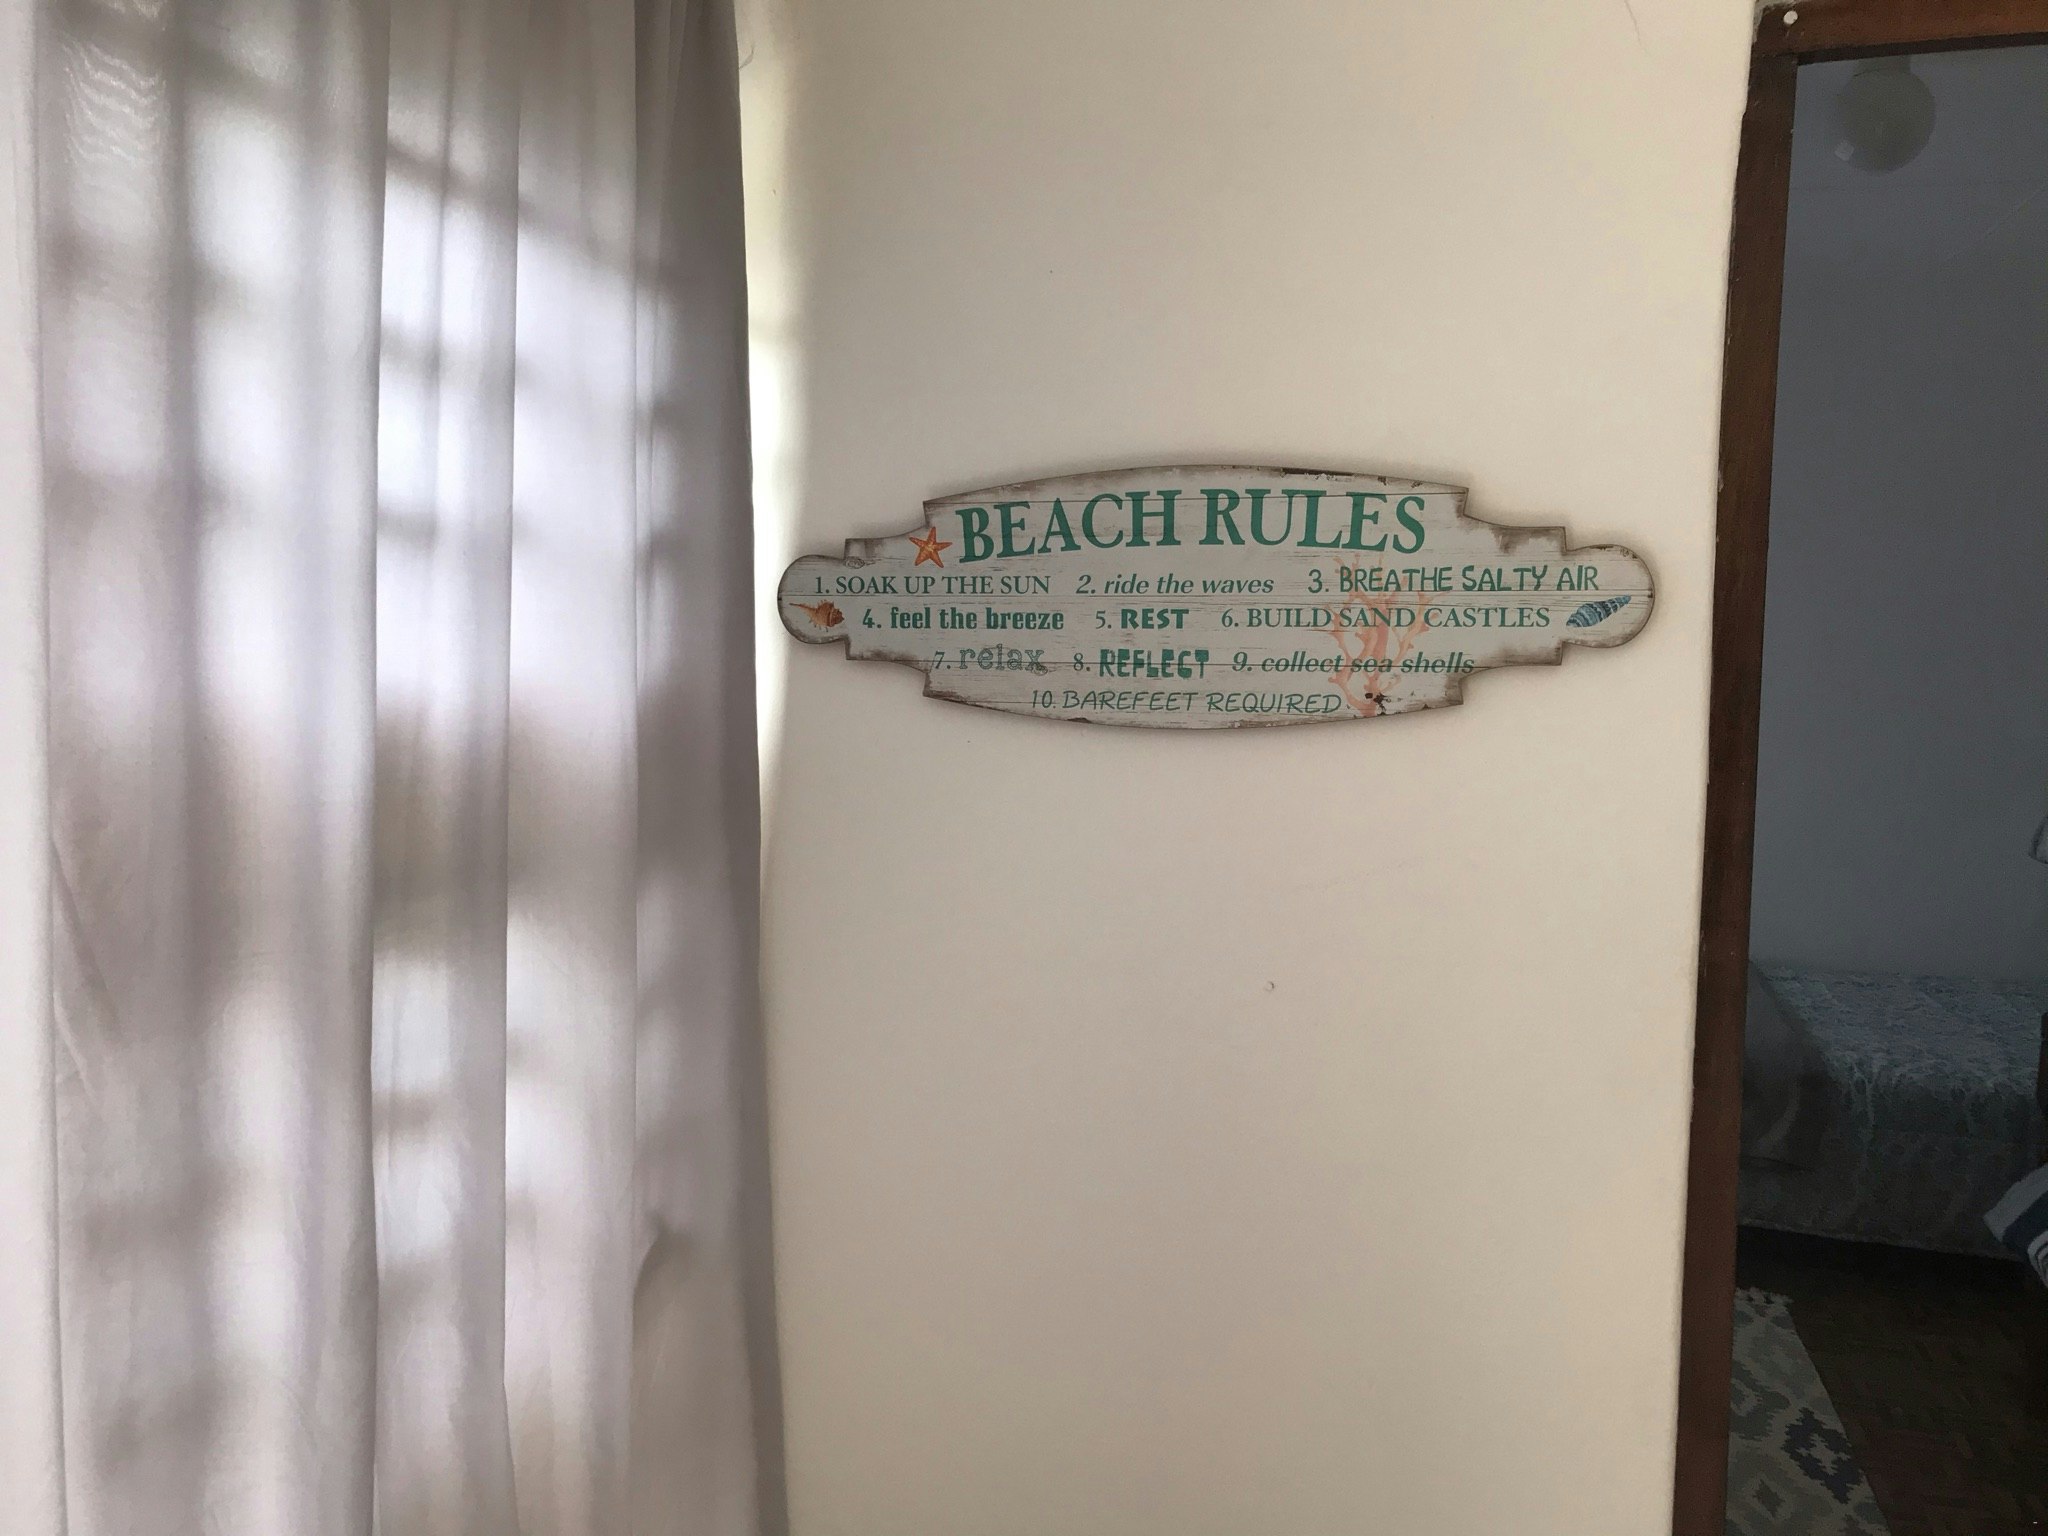 BEACH RULES
1. SOAK UP THE SUN 2. ride the waves 3. BREATHE SALTY AIR
4. feel the breeze 5. REST 6. BUILD SAND CASTLES
7. relax 8. REFLECT 9. collect sea shells
10. BAREFEET REQUIRED